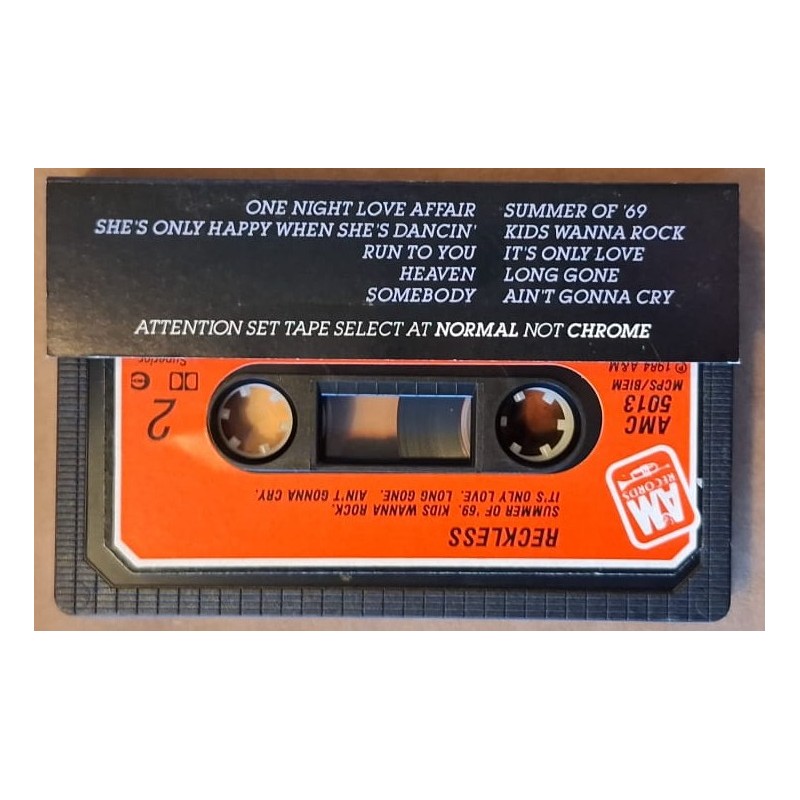 ONE NIGHT LOVE AFFAIR
SHE'S ONLY HAPPY WHEN SHE'S DANCIN'
RUN TO YOU
HEAVEN
SOMEBODY
SUMMER OF '69
KIDS WANNA ROCK
IT'S ONLY LOVE
LONG GONE
AIN'T GONNA CRY
ATTENTION SET TAPE SELECT AT NORMAL NOT CHROME
RECKLESS
SUMMER OF '69. KIDS WANNA ROCK.
IT'S ONLY LOVE. LONG GONE. AIN'T GONNA CRY.
A&M
RECORDS
AMC
5013
MCPS/BIEM
℗ 1984 A&M
2
Superior